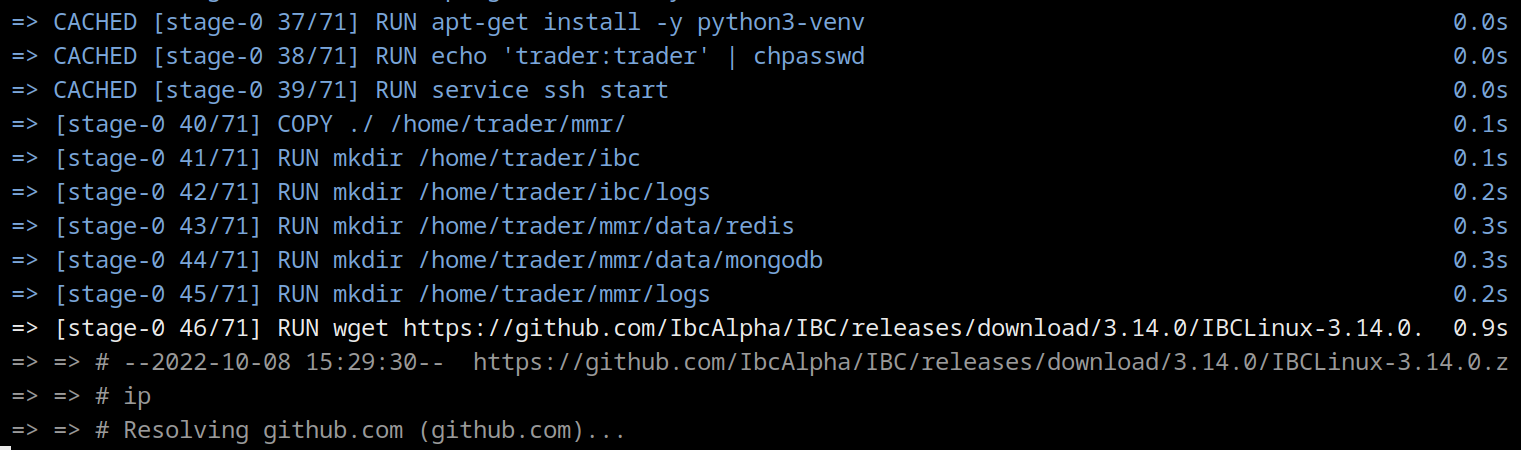 => CACHED [stage-0 37/71] RUN apt-get install -y python3-venv 0.0s
=> CACHED [stage-0 38/71] RUN echo 'trader:trader' | chpasswd 0.0s
=> CACHED [stage-0 39/71] RUN service ssh start 0.0s
=> [stage-0 40/71] COPY ./ /home/trader/mmr/ 0.1s
=> [stage-0 41/71] RUN mkdir /home/trader/ibc 0.1s
=> [stage-0 42/71] RUN mkdir /home/trader/ibc/logs 0.2s
=> [stage-0 43/71] RUN mkdir /home/trader/mmr/data/redis 0.3s
=> [stage-0 44/71] RUN mkdir /home/trader/mmr/data/mongodb 0.3s
=> [stage-0 45/71] RUN mkdir /home/trader/mmr/logs 0.2s
=> [stage-0 46/71] RUN wget https://github.com/IbcAlpha/IBC/releases/download/3.14.0/IBCLinux-3.14.0. 0.9s
=> => # --2022-10-08 15:29:30-- https://github.com/IbcAlpha/IBC/releases/download/3.14.0/IBCLinux-3.14.0.z
=> => # ip
=> => # Resolving github.com (github.com)...